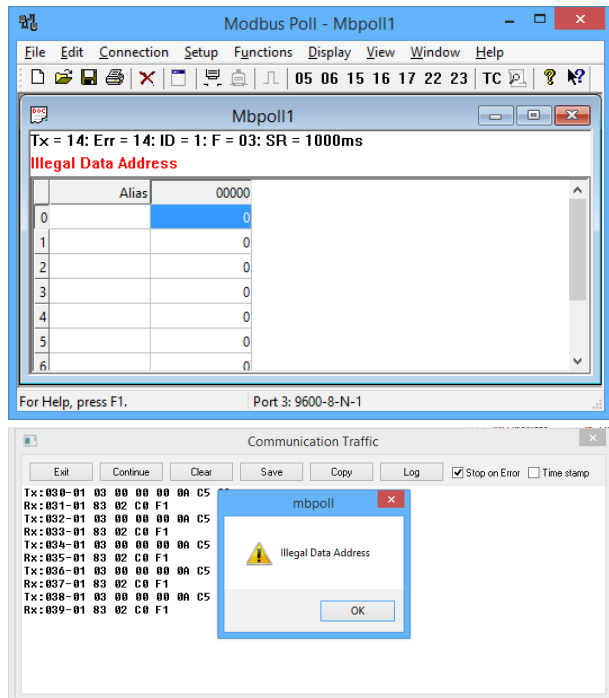 Modbus Poll - Mbpoll1
File Edit Connection Setup Functions Display View Window Help
05 06 15 16 17 22 23 TC
Mbpoll1
Tx = 14: Err = 14: ID = 1: F = 03: SR = 1000ms
Illegal Data Address
Alias 00000
0 0
1 0
2 0
3 0
4 0
5 0
6 0
For Help, press F1. Port 3: 9600-8-N-1
Communication Traffic
Exit Continue Clear Save Copy Log Stop on Error Time stamp
Tx:030-01 03 00 00 00 0A C5
Rx:031-01 83 02 C0 F1
Tx:032-01 03 00 00 00 0A C5
Rx:033-01 83 02 C0 F1
Tx:034-01 03 00 00 00 0A C5
Rx:035-01 83 02 C0 F1
Tx:036-01 03 00 00 00 0A C5
Rx:037-01 83 02 C0 F1
Tx:038-01 03 00 00 00 0A C5
Rx:039-01 83 02 C0 F1
mbpoll
Illegal Data Address
OK